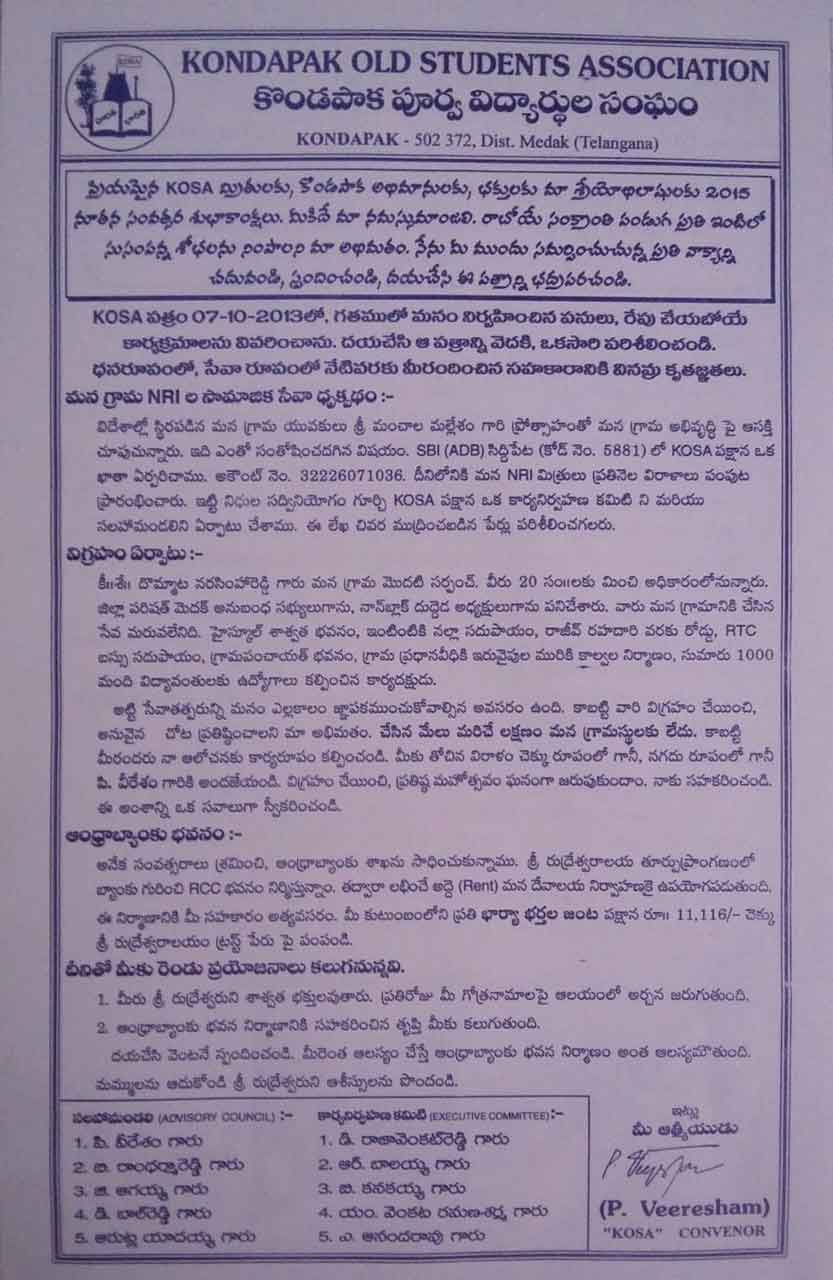 KOSA
KONDAPAK OLD STUDENTS ASSOCIATION
కొండపాక పూర్వ విద్యార్థుల సంఘం
KONDAPAK - 502 372, Dist. Medak (Telangana)
ప్రియమైన KOSA మిత్రులకు, కొండపాక అభిమానులకు, భక్తులకు మా శ్రేయోభిలాషులకు 2015
నూతన సంవత్సర శుభాకాంక్షలు. మీకిదే మా నమస్కుమాంజలి. రాబోయే సంక్రాంతి పండుగ ప్రతి ఇంటిలో
సుసంపన్న శోభలను నింపాలని మా అభిమతం. నేను మీ ముందు సమర్పించుచున్న ప్రతి వాక్యాన్ని
చదువండి, స్పందించండి, దయచేసి ఈ పత్రాన్ని భద్రపరచండి.
KOSA పత్రం 07-10-2013లో, గతములో మనం నిర్వహించిన పనులు, రేపు చేయబోయే
కార్యక్రమాలను వివరించాను. దయచేసి ఆ పత్రాన్ని వెదకి, ఒకసారి పరిశీలించండి.
ధనరూపంలో, సేవా రూపంలో నేటివరకు మీరందించిన సహకారానికి వినమ్ర కృతజ్ఞతలు.
మన గ్రామ NRI ల సామాజిక సేవా ధృక్పథం :-
విదేశాల్లో స్థిరపడిన మన గ్రామ యువకులు శ్రీ మంచాల మల్లేశం గారి ప్రోత్సాహంతో మన గ్రామ అభివృద్ధి పై ఆసక్తి
చూపుచున్నారు. ఇది ఎంతో సంతోషించదగిన విషయం. SBI (ADB) సిద్దిపేట (కోడ్ నెం. 5881) లో KOSA పక్షాన ఒక
ఖాతా ఏర్పరిచాము. అకౌంట్ నెం. 32226071036. దీనిలోనికి మన NRI మిత్రులు ప్రతినెల విరాళాలు పంపుట
ప్రారంభించారు. ఇట్టి నిధుల సద్వినియోగం గూర్చి KOSA పక్షాన ఒక కార్యనిర్వహణ కమిటి ని మరియు
సలహామండలిని ఏర్పాటు చేశాము. ఈ లేఖ చివర ముద్రించబడిన పేర్లు పరిశీలించగలరు.
విగ్రహం ఏర్పాటు :-
కీ॥శే॥ దొమ్మాట నరసింహారెడ్డి గారు మన గ్రామ మొదటి సర్పంచ్. వీరు 20 సం॥లకు మించి అధికారంలోనున్నారు.
జిల్లా పరిషత్ మెదక్ అనుబంధ సభ్యులుగాను, నాన్‌బ్లాక్ దుద్దెడ అధ్యక్షులుగాను పనిచేశారు. వారు మన గ్రామానికి చేసిన
సేవ మరువలేనిది. హైస్కూల్ శాశ్వత భవనం, ఇంటింటికి నల్లా సదుపాయం, రాజీవ్ రహదారి వరకు రోడ్డు, RTC
బస్సు సదుపాయం, గ్రామపంచాయత్ భవనం, గ్రామ ప్రధానవీధికి ఇరువైపుల మురికి కాల్వల నిర్మాణం, సుమారు 1000
మంది విద్యావంతులకు ఉద్యోగాలు కల్పించిన కార్యదక్షుడు.
అట్టి సేవాతత్పరున్ని మనం ఎల్లకాలం జ్ఞాపకముంచుకోవాల్సిన అవసరం ఉంది. కాబట్టి వారి విగ్రహం చేయించి,
అనువైన చోట ప్రతిష్ఠించాలని మా అభిమతం. చేసిన మేలు మరిచే లక్షణం మన గ్రామస్థులకు లేదు. కాబట్టి
మీరందరు నా ఆలోచనకు కార్యరూపం కల్పించండి. మీకు తోచిన విరాళం చెక్కు రూపంలో గానీ, నగదు రూపంలో గానీ
పి. వీరేశం గారికి అందజేయండి. విగ్రహం చేయించి, ప్రతిష్ఠ మహోత్సవం ఘనంగా జరుపుకుందాం. నాకు సహకరించండి.
ఈ అంశాన్ని ఒక సవాలుగా స్వీకరించండి.
ఆంధ్రాబ్యాంకు భవనం :-
అనేక సంవత్సరాలు శ్రమించి, ఆంధ్రాబ్యాంకు శాఖను సాధించుకున్నాము. శ్రీ రుద్రేశ్వరాలయ తూర్పుప్రాంగణంలో
బ్యాంకు గురించి RCC భవనం నిర్మిస్తున్నాం. తద్వారా లభించే అద్దె (Rent) మన దేవాలయ నిర్వాహణకై ఉపయోగపడుతుంది.
ఈ నిర్మాణానికి మీ సహకారం అత్యవసరం. మీ కుటుంబంలోని ప్రతి భార్యా భర్తల జంట పక్షాన రూ॥ 11,116/- చెక్కు
శ్రీ రుద్రేశ్వరాలయం ట్రస్ట్ పేరు పై పంపండి.
దీనితో మీకు రెండు ప్రయోజనాలు కలుగనున్నవి.
1. మీరు శ్రీ రుద్రేశ్వరుని శాశ్వత భక్తులవుతారు. ప్రతిరోజు మీ గోత్రనామాలపై ఆలయంలో అర్చన జరుగుతుంది.
2. ఆంధ్రాబ్యాంకు భవన నిర్మాణానికి సహకరించిన తృప్తి మీకు కలుగుతుంది.
దయచేసి వెంటనే స్పందించండి. మీరెంత ఆలస్యం చేస్తే ఆంధ్రాబ్యాంకు భవన నిర్మాణం అంత ఆలస్యమౌతుంది.
మమ్ములను ఆదుకోండి శ్రీ రుద్రేశ్వరుని ఆశీస్సులను పొందండి.
సలహామండలి (ADVISORY COUNCIL) :-
1. పి. వీరేశం గారు
2. ఐ. రాంధర్మారెడ్డి గారు
3. జి. ఆగయ్య గారు
4. డి. బాల్‌రెడ్డి గారు
5. ఆరుట్ల యాదయ్య గారు
కార్యనిర్వహణ కమిటి (EXECUTIVE COMMITTEE) :-
1. డి. రాజావెంకట్‌రెడ్డి గారు
2. ఆర్. బాలయ్య గారు
3. ఐ. కనకయ్య గారు
4. యం. వెంకట రమణ-శర్మ గారు
5. ఎ. ఆనందరావు గారు
ఇట్లు
మీ ఆత్మీయుడు
(P. Veeresham)
"KOSA" CONVENOR